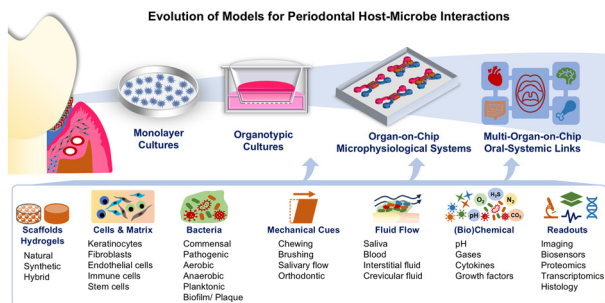 Evolution of Models for Periodontal Host-Microbe Interactions
Monolayer
Cultures
Organotypic
Cultures
Organ-on-Chip
Microphysiological Systems
Multi-Organ-on-Chip
Oral-Systemic Links
Scaffolds
Hydrogels
Natural
Synthetic
Hybrid
Cells & Matrix
Keratinocytes
Fibroblasts
Endothelial cells
Immune cells
Stem cells
Bacteria
Commensal
Pathogenic
Aerobic
Anaerobic
Planktonic
Biofilm/ Plaque
Mechanical Cues
Chewing
Brushing
Salivary flow
Orthodontic
Fluid Flow
Saliva
Blood
Interstitial fluid
Crevicular fluid
O₂
H₂S
N₂
pH
CO₂
(Bio)Chemical
pH
Gases
Cytokines
Growth factors
Readouts
Imaging
Biosensors
Proteomics
Transcriptomics
Histology